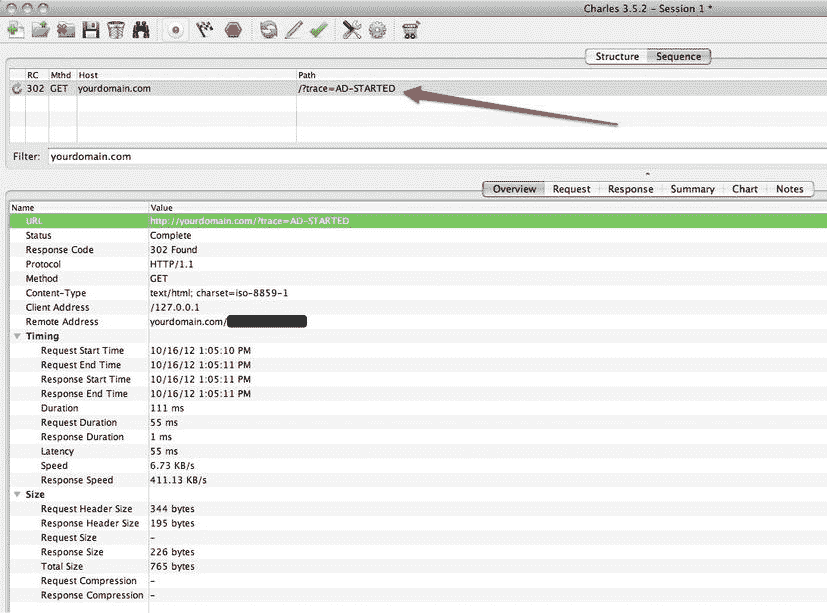 Charles 3.5.2 - Session 1 *
Structure Sequence
RC Mthd Host Path
302 GET yourdomain.com /?trace=AD-STARTED
Filter: yourdomain.com
Overview Request Response Summary Chart Notes
Name Value
URL http://yourdomain.com/?trace=AD-STARTED
Status Complete
Response Code 302 Found
Protocol HTTP/1.1
Method GET
Content-Type text/html; charset=iso-8859-1
Client Address /127.0.0.1
Remote Address yourdomain.com/
Timing
Request Start Time 10/16/12 1:05:10 PM
Request End Time 10/16/12 1:05:11 PM
Response Start Time 10/16/12 1:05:11 PM
Response End Time 10/16/12 1:05:11 PM
Duration 111 ms
Request Duration 55 ms
Response Duration 1 ms
Latency 55 ms
Speed 6.73 KB/s
Response Speed 411.13 KB/s
Size
Request Header Size 344 bytes
Response Header Size 195 bytes
Request Size -
Response Size 226 bytes
Total Size 765 bytes
Request Compression -
Response Compression -